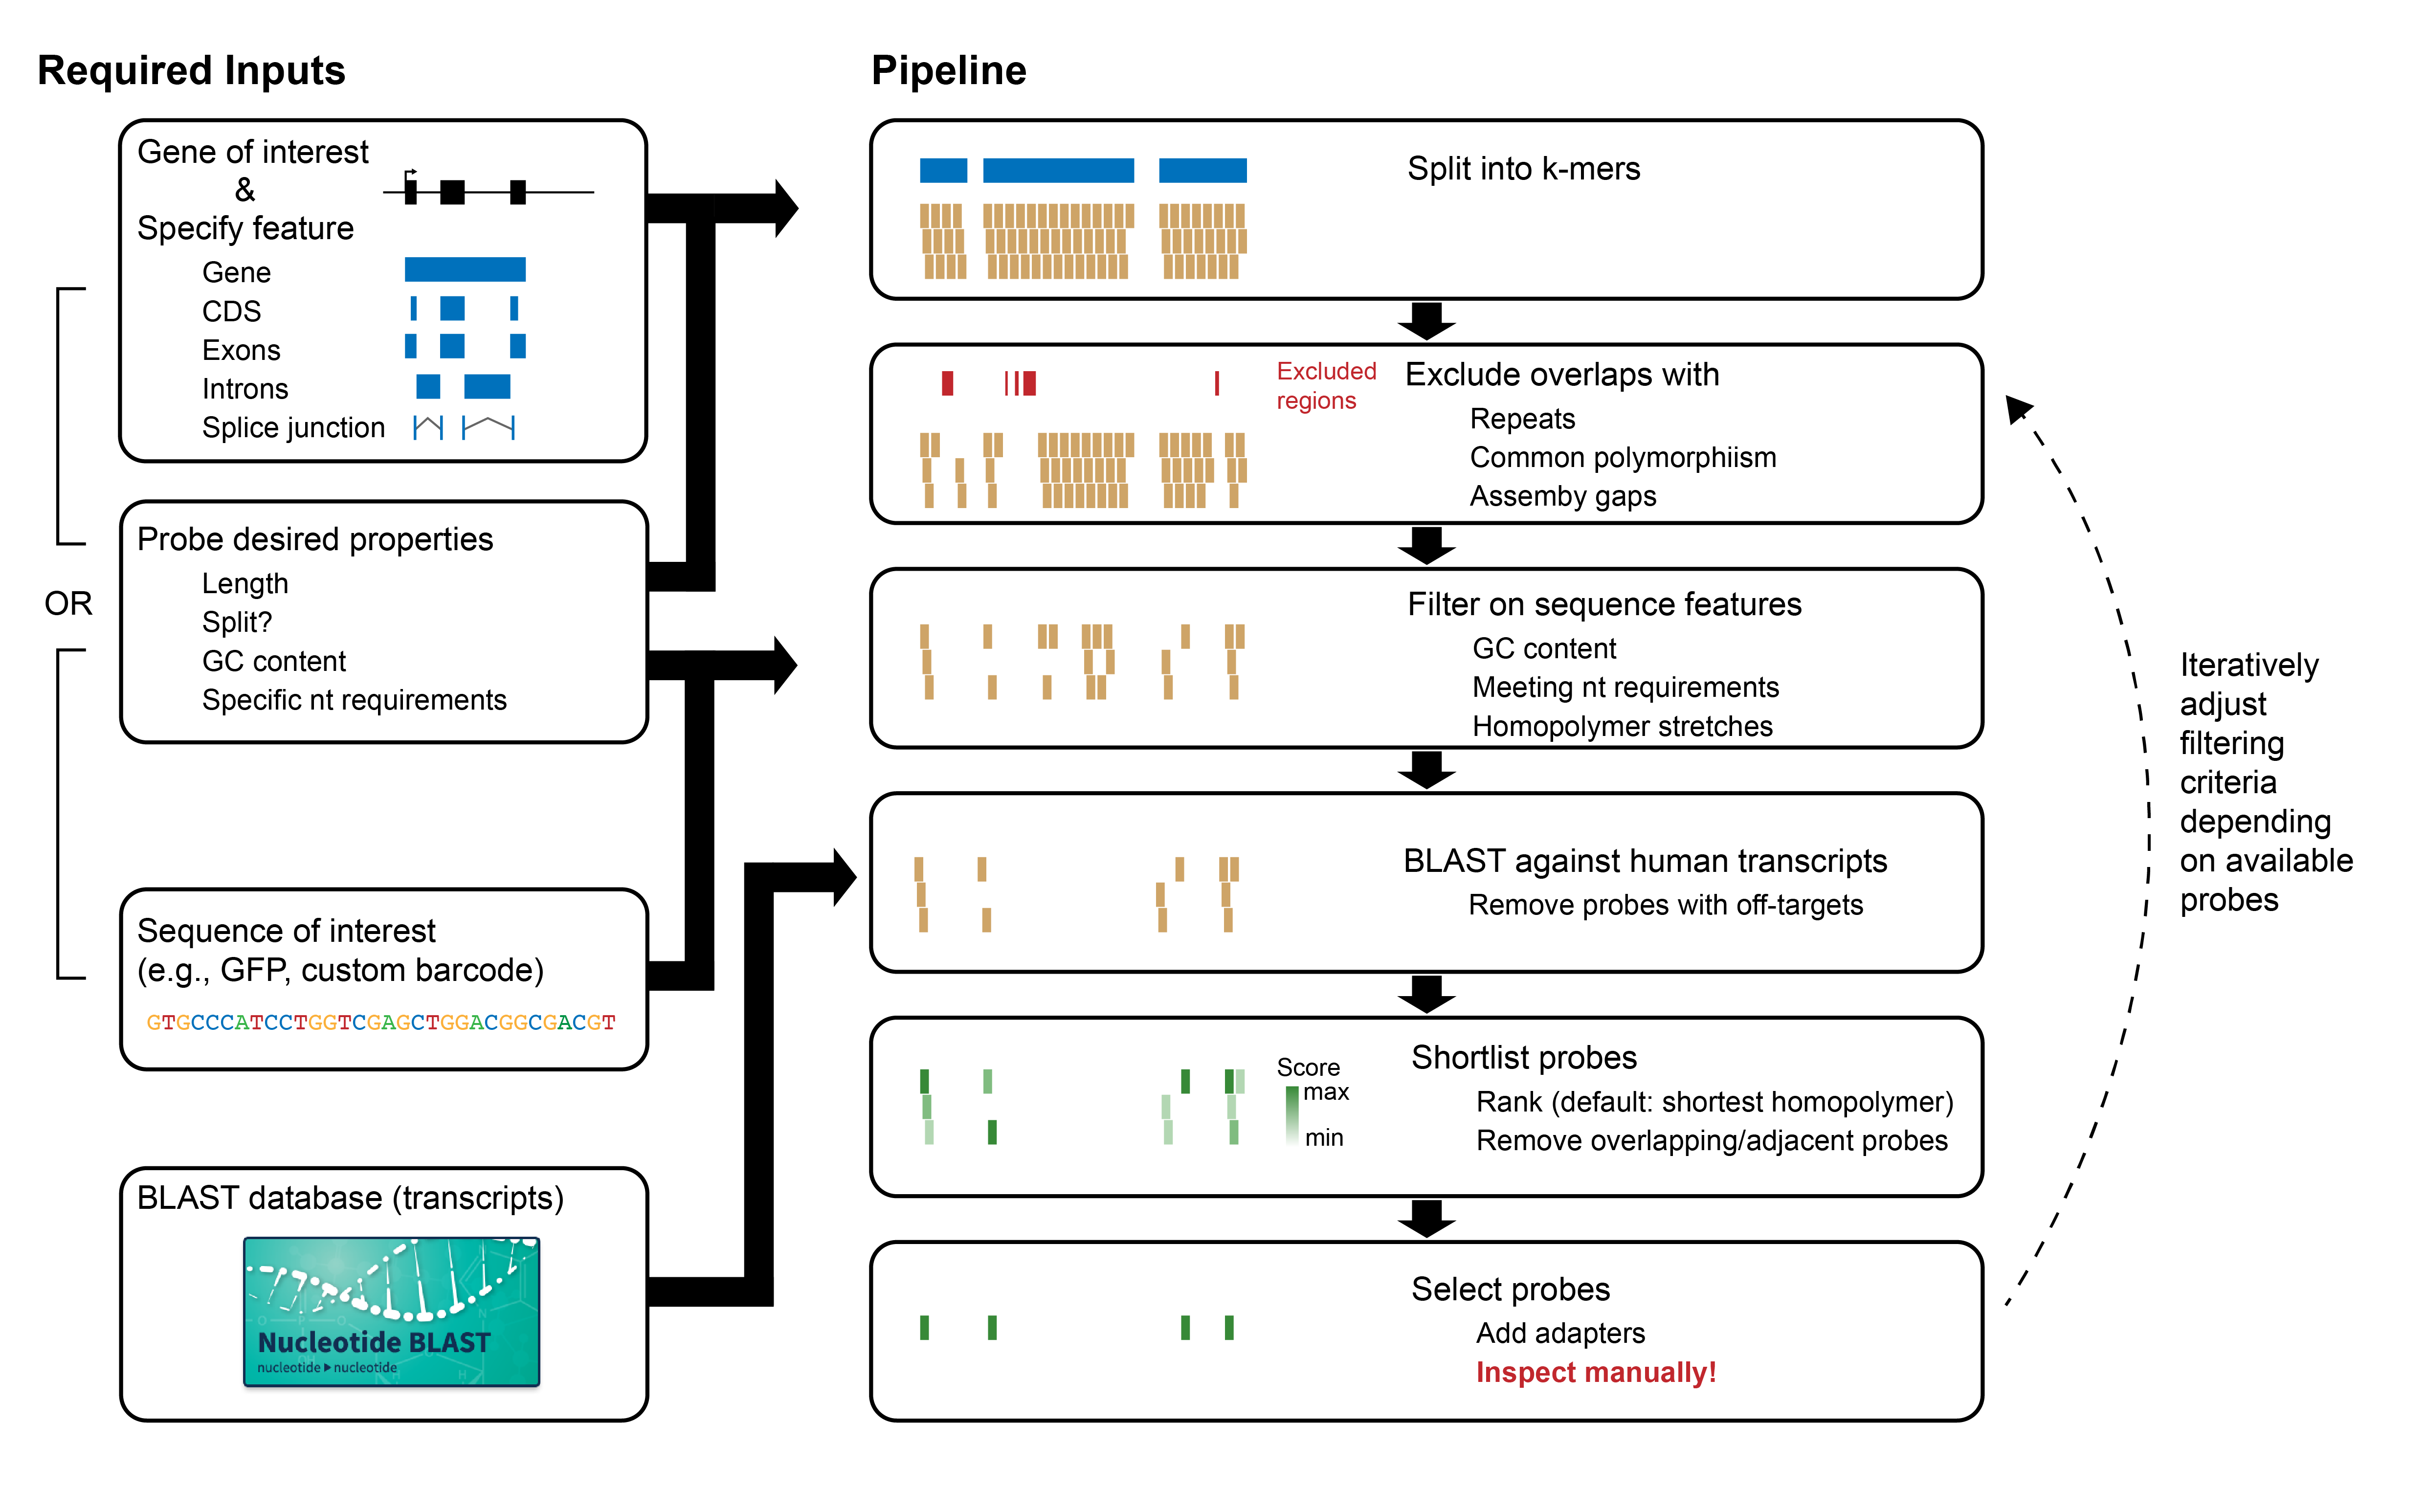 Required Inputs
Gene of interest
&
Specify feature
Gene
CDS
Exons
Introns
Splice junction
OR
Probe desired properties
Length
Split?
GC content
Specific nt requirements
Sequence of interest
(e.g., GFP, custom barcode)
GTGCCCATCCTGGTCGAGCTGGACGGCGACGT
BLAST database (transcripts)
Nucleotide BLAST
nucleotide ▶ nucleotide
Pipeline
Split into k-mers
Excluded
regions
Exclude overlaps with
Repeats
Common polymorphiism
Assemby gaps
Filter on sequence features
GC content
Meeting nt requirements
Homopolymer stretches
BLAST against human transcripts
Remove probes with off-targets
Score
max
min
Shortlist probes
Rank (default: shortest homopolymer)
Remove overlapping/adjacent probes
Select probes
Add adapters
Inspect manually!
Iteratively
adjust
filtering
criteria
depending
on available
probes